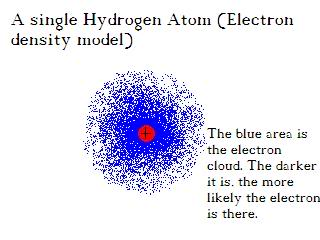 A single Hydrogen Atom (Electron
density model)
+
The blue area is
the electron
cloud. The darker
it is, the more
likely the electron
is there.